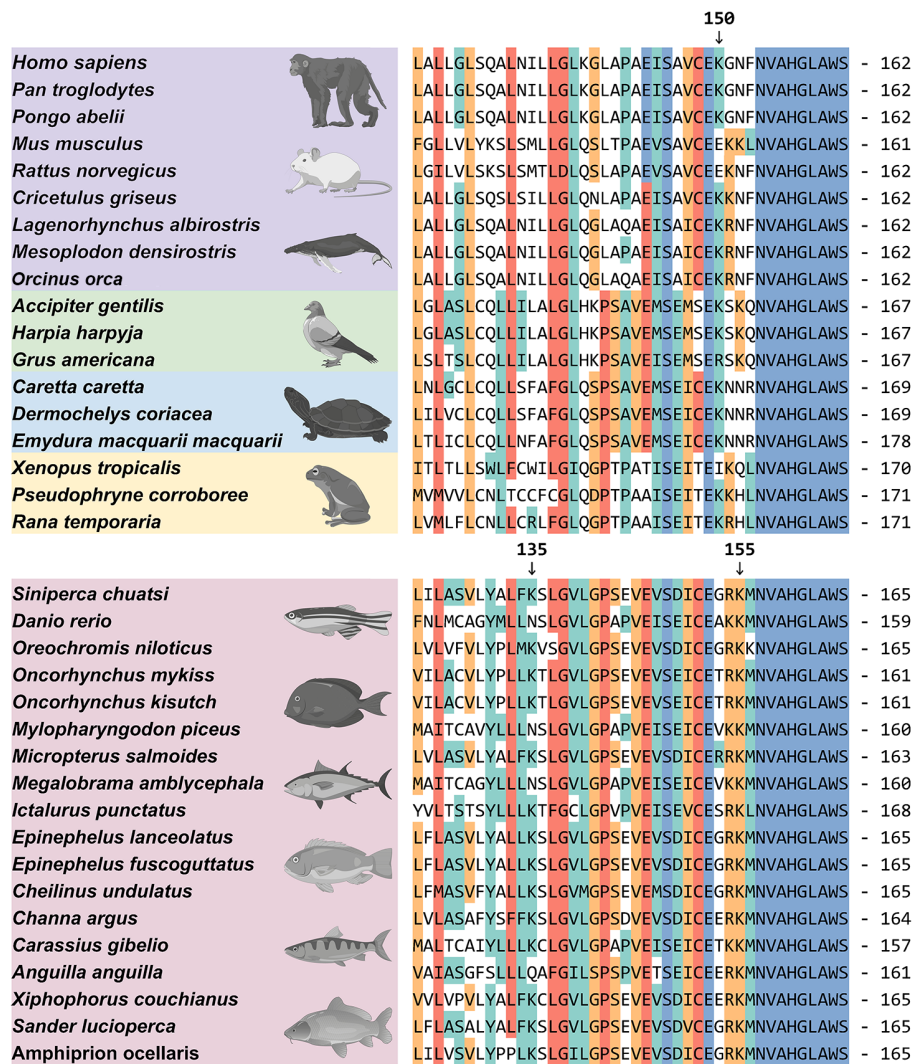 150
↓
Homo sapiens LALLGLSQALNILLGLKGLAPAEISAVCEKGNFNVAHGLAWS - 162
Pan troglodytes LALLGLSQALNILLGLKGLAPAEISAVCEKGNFNVAHGLAWS - 162
Pongo abelii LALLGLSQALNILLGLKGLAPAEISAVCEKGNFNVAHGLAWS - 162
Mus musculus FGLLVLYKSLSMLLGLQSLTPAEVSAVCEEKKLNVAHGLAWS - 161
Rattus norvegicus LGILVLSKSLSMTLDLQSLAPAEVSAVCEEKNFNVAHGLAWS - 162
Cricetulus griseus LALLGLSQSLSILLGLQNLAPAEISAVCEKKNFNVAHGLAWS - 162
Lagenorhynchus albirostris LALLGLSQALNILLGLQGLAQAEISAICEKRNFNVAHGLAWS - 162
Mesoplodon densirostris LALLGLSQALNILLGLQGLAPAEISAICEKRNFNVAHGLAWS - 162
Orcinus orca LALLGLSQALNILLGLQGLAQAEISAICEKRNFNVAHGLAWS - 162
Accipiter gentilis LGLASLCQLLILALGLHKPSAVEMSEMSEKSKQNVAHGLAWS - 167
Harpia harpyja LGLASLCQLLILALGLHKPSAVEMSEMSEKSKQNVAHGLAWS - 167
Grus americana LSLTSLCQLLILALGLHKPSAVEISEMSERSKQNVAHGLAWS - 167
Caretta caretta LNLGCLCQLLSFAFGLQSPSAVEMSEICEKNNRNVAHGLAWS - 169
Dermochelys coriacea LILVCLCQLLSFAFGLQSPSAVEMSEICEKNNRNVAHGLAWS - 169
Emydura macquarii macquarii LTLICLCQLLNFAFGLQSPSAVEMSEICEKNNRNVAHGLAWS - 178
Xenopus tropicalis ITLTLLSWLFCWILGIQGPTPATISEITEIKQLNVAHGLAWS - 170
Pseudophryne corroboree MVMVVLCNLTCCFCGLQDPTPAAISEITEKKHLNVAHGLAWS - 171
Rana temporaria LVMLFLCNLLCRLFGLQGPTPAAISEITEKRHLNVAHGLAWS - 171
135 155
↓ ↓
Siniperca chuatsi LILASVLYALFKSLGVLGPSEVEVSDICEGRKMNVAHGLAWS - 165
Danio rerio FNLMCAGYMLLNSLGVLGPAPVEISEICEAKKMNVAHGLAWS - 159
Oreochromis niloticus LVLVFVLYPLMKVSGVLGPSEVEVSDICEGRKKNVAHGLAWS - 165
Oncorhynchus mykiss VILACVLYPLLKTLGVLGPSEVEISEICETRKMNVAHGLAWS - 161
Oncorhynchus kisutch VILACVLYPLLKTLGVLGPSEVEISEICETRKMNVAHGLAWS - 161
Mylopharyngodon piceus MAITCAVYLLLNSLGVLGPAPVEISEICEVKKMNVAHGLAWS - 160
Micropterus salmoides LVLASVLYALFKSLGVLGPSEVEVSDICERRKMNVAHGLAWS - 163
Megalobrama amblycephala MAITCAGYLLLNSLGVLGPAPVEISEICEVKKMNVAHGLAWS - 160
Ictalurus punctatus YVLTSTSYLLLKTFGCLGPVPVEISEVCESRKLNVAHGLAWS - 168
Epinephelus lanceolatus LFLASVLYALLKSLGVLGPSEVEVSDICEGRKMNVAHGLAWS - 165
Epinephelus fuscoguttatus LFLASVLYALLKSLGVLGPSEVEVSDICEGRKMNVAHGLAWS - 165
Cheilinus undulatus LFMASVFYALLKSLGVMGPSEVEMSDICEGRKMNVAHGLAWS - 165
Channa argus LVLASAFYSFFKSLGVLGPSDVEVSDICEERKMNVAHGLAWS - 164
Carassius gibelio MALTCAIYLLLKCLGVLGPAPVEISEICETKKMNVAHGLAWS - 157
Anguilla anguilla VAIASGFSLLLQAFGILSPSPVETSEICEERKMNVAHGLAWS - 161
Xiphophorus couchianus VVLVPVLYALFKCLGVLGPSEVEVSDICEERKMNVAHGLAWS - 165
Sander lucioperca LFLASALYALFKSLGVLGPSEVEVSDVCEGRKMNVAHGLAWS - 165
Amphiprion ocellaris LILVSVLYPPLKSLGILGPSEVEVSDICEGRKMNVAHGLAWS - 165